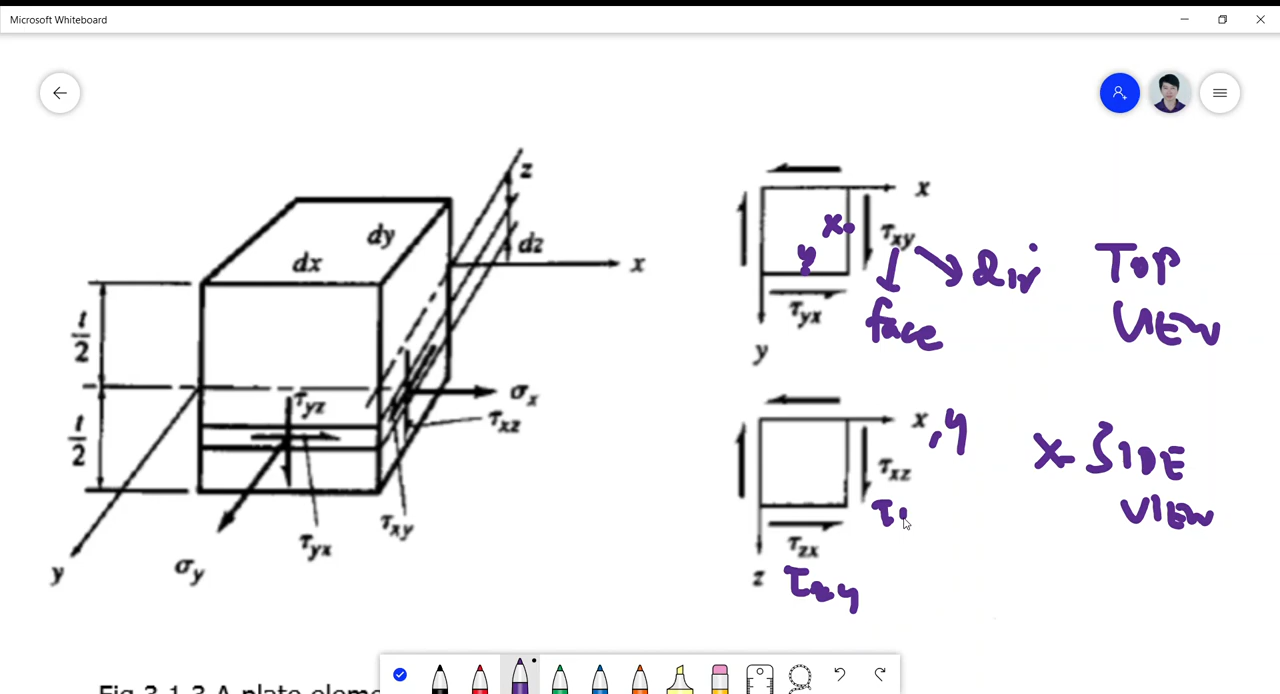 Microsoft Whiteboard
z
dy
dx
dz
x
t/2
t/2
τyz
σx
τxz
τyx
τxy
σy
y
x
x
y
τxy
τyx
y
face
dir
TOP
VIEW
x, y
τxz
τzx
z
τzy
x-SIDE
VIEW